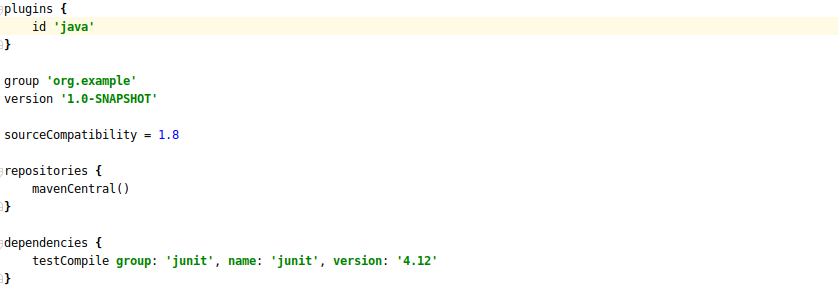 plugins {
    id 'java'
}

group 'org.example'
version '1.0-SNAPSHOT'

sourceCompatibility = 1.8

repositories {
    mavenCentral()
}

dependencies {
    testCompile group: 'junit', name: 'junit', version: '4.12'
}